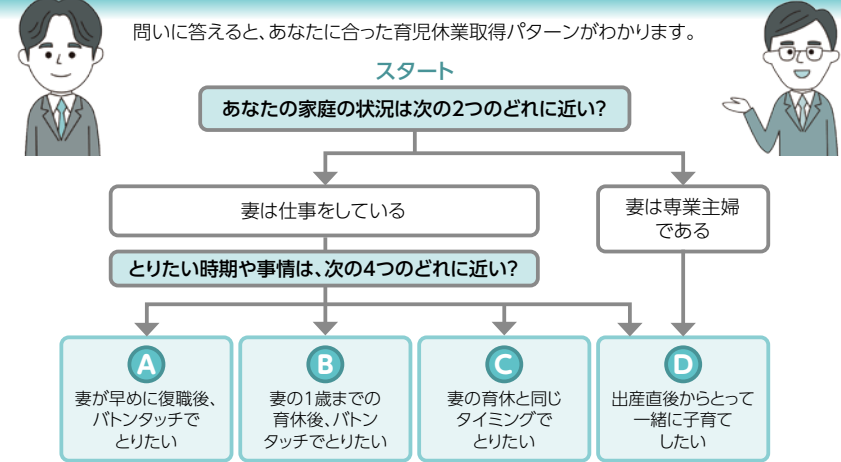 問いに答えると、あなたに合った育児休業取得パターンがわかります。
スタート
あなたの家庭の状況は次の2つのどれに近い?
妻は仕事をしている
妻は専業主婦
である
とりたい時期や事情は、次の4つのどれに近い?
A
妻が早めに復職後、
バトンタッチで
とりたい
B
妻の1歳までの
育休後、バトン
タッチでとりたい
C
妻の育休と同じ
タイミングで
とりたい
D
出産直後からとって
一緒に子育て
したい